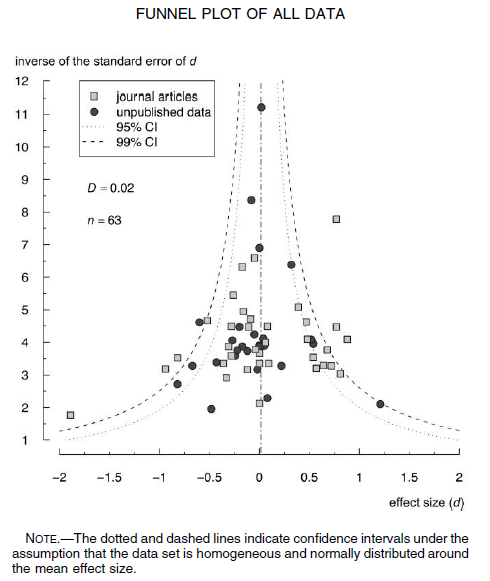 FUNNEL PLOT OF ALL DATA
inverse of the standard error of d
12
11
10
9
8
7
6
5
4
3
2
1
journal articles
unpublished data
95% CI
99% CI
D = 0.02
n = 63
-2 -1.5 -1 -0.5 0 0.5 1 1.5 2
effect size (d)
NOTE.—The dotted and dashed lines indicate confidence intervals under the
assumption that the data set is homogeneous and normally distributed around
the mean effect size.